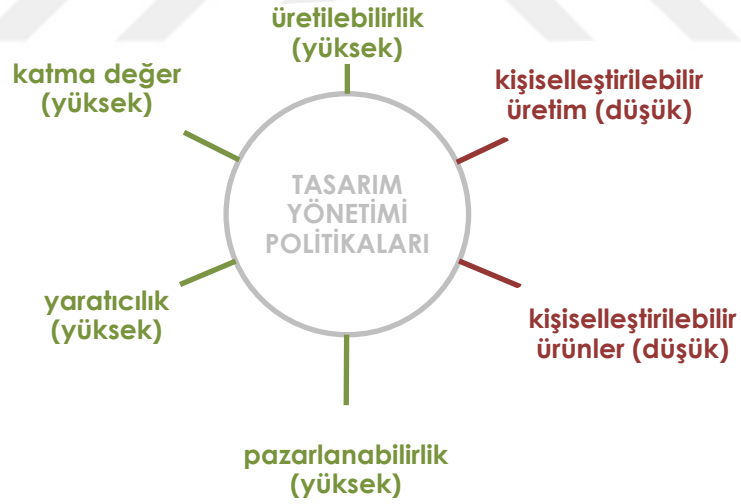 üretilebilirlik
(yüksek)
katma değer
(yüksek)
kişiselleştirilebilir
üretim (düşük)
TASARIM
YÖNETİMİ
POLİTİKALARI
yaratıcılık
(yüksek)
kişiselleştirilebilir
ürünler (düşük)
pazarlanabilirlik
(yüksek)